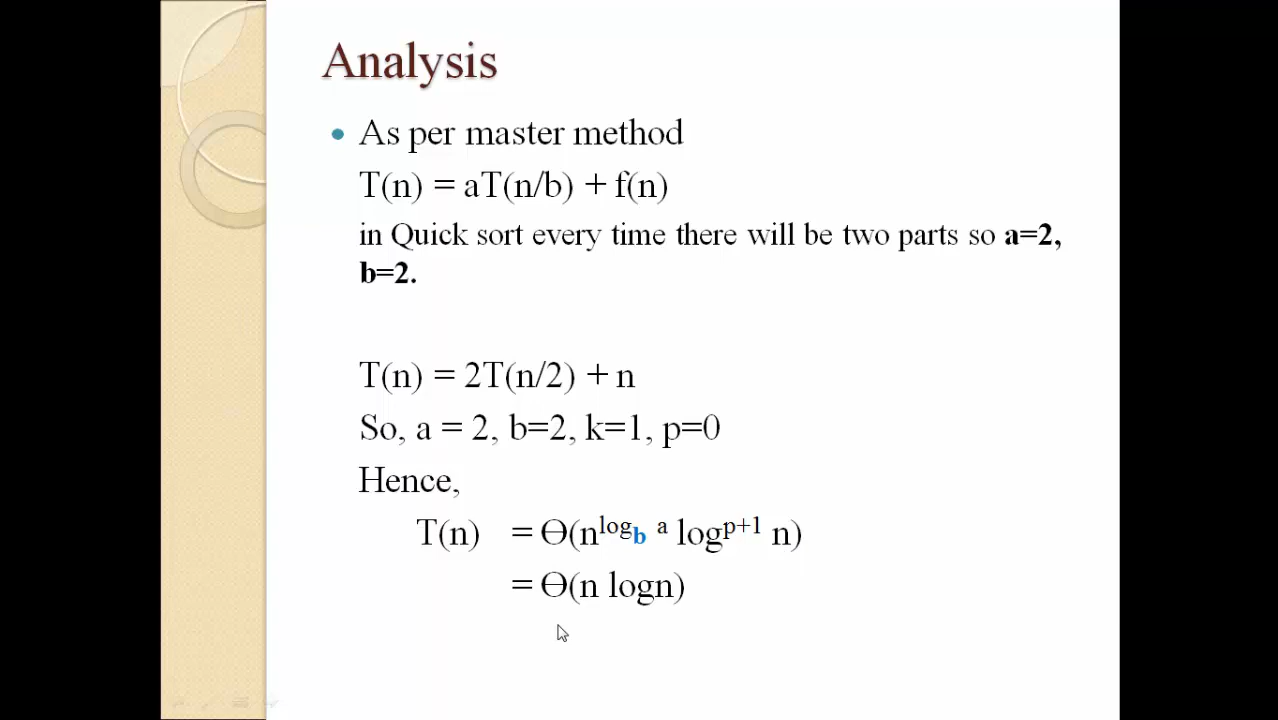 Analysis
As per master method
T(n) = aT(n/b) + f(n)
in Quick sort every time there will be two parts so a=2,
b=2.
T(n) = 2T(n/2) + n
So, a = 2, b=2, k=1, p=0
Hence,
T(n) = Ө(n^log_b a log^p+1 n)
= Ө(n logn)